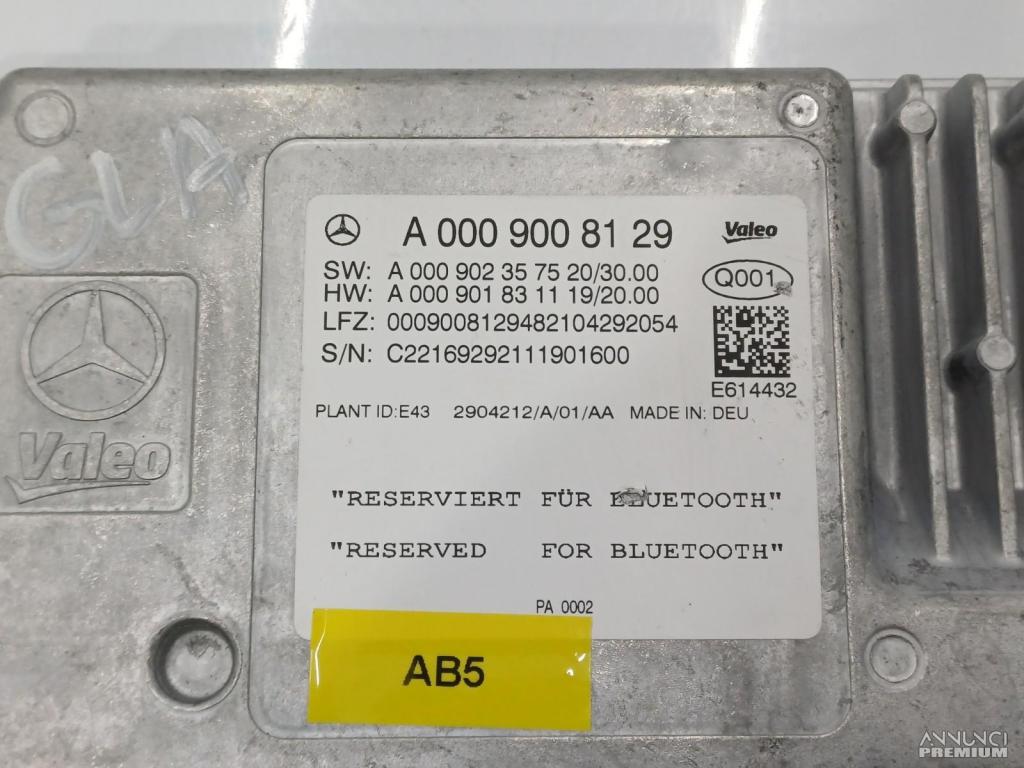 GLA
A 000 900 81 29
Valeo
SW: A 000 902 35 75 20/30.00
HW: A 000 901 83 11 19/20.00
Q001
LFZ: 0009008129482104292054
S/N: C22169292111901600
E614432
PLANT ID:E43 2904212/A/01/AA MADE IN: DEU
Valeo
"RESERVIERT FÜR BLUETOOTH"
"RESERVED FOR BLUETOOTH"
PA 0002
AB5
ANNUNCI
PREMIUM